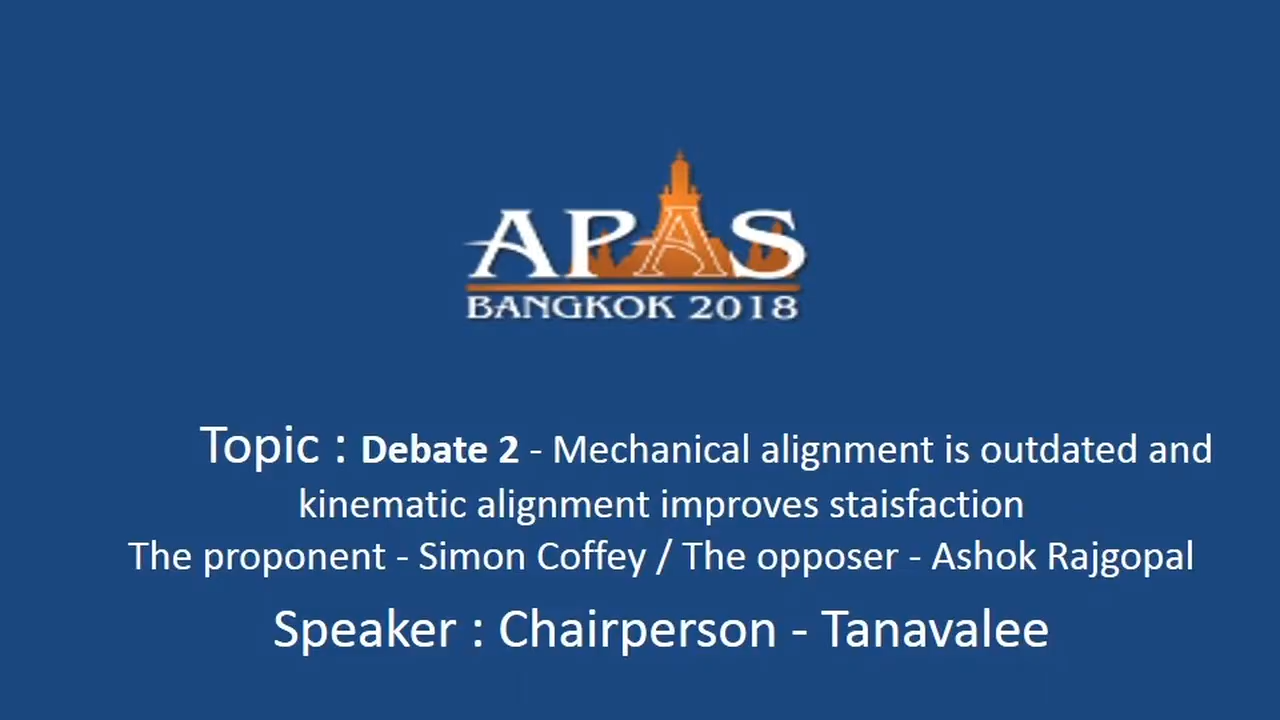 APAS
BANGKOK 2018
Topic : Debate 2 - Mechanical alignment is outdated and
kinematic alignment improves staisfaction
The proponent - Simon Coffey / The opposer - Ashok Rajgopal
Speaker : Chairperson - Tanavalee